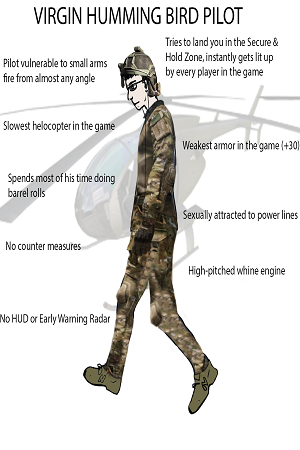 VIRGIN HUMMING BIRD PILOT
Tries to land you in the Secure &
Hold Zone, instantly gets lit up
by every player in the game
Pilot vulnerable to small arms
fire from almost any angle
Slowest helocopter in the game
Weakest armor in the game (+30)
Spends most of his time doing
barrel rolls
Sexually attracted to power lines
No counter measures
High-pitched whine engine
No HUD or Early Warning Radar